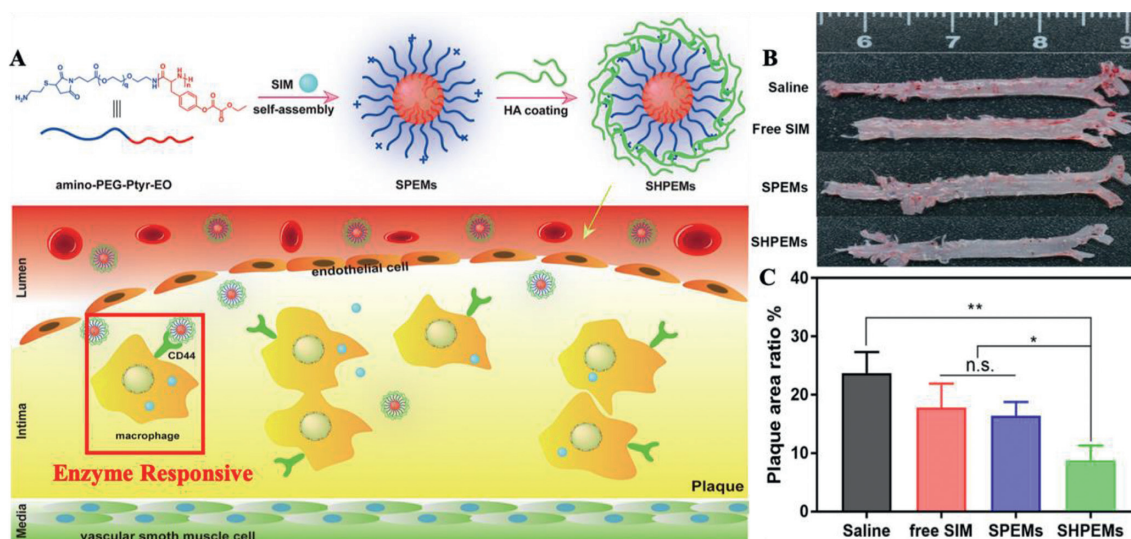 A
O
O
S
N
O
O
n
N
H
O
H
N
H
n
H
H₂N
O
O
O
O
amino-PEG-Ptyr-EO
SIM
self-assembly
SPEMs
HA coating
SHPEMs
Lumen
endothelial cell
CD44
macrophage
Enzyme Responsive
Intima
Plaque
Media
vascular smoth muscle cell
B
6 7 8 9
Saline
Free SIM
SPEMs
SHPEMs
C
Plaque area ratio %
40
30
20
10
0
**
*
n.s.
Saline free SIM SPEMs SHPEMs